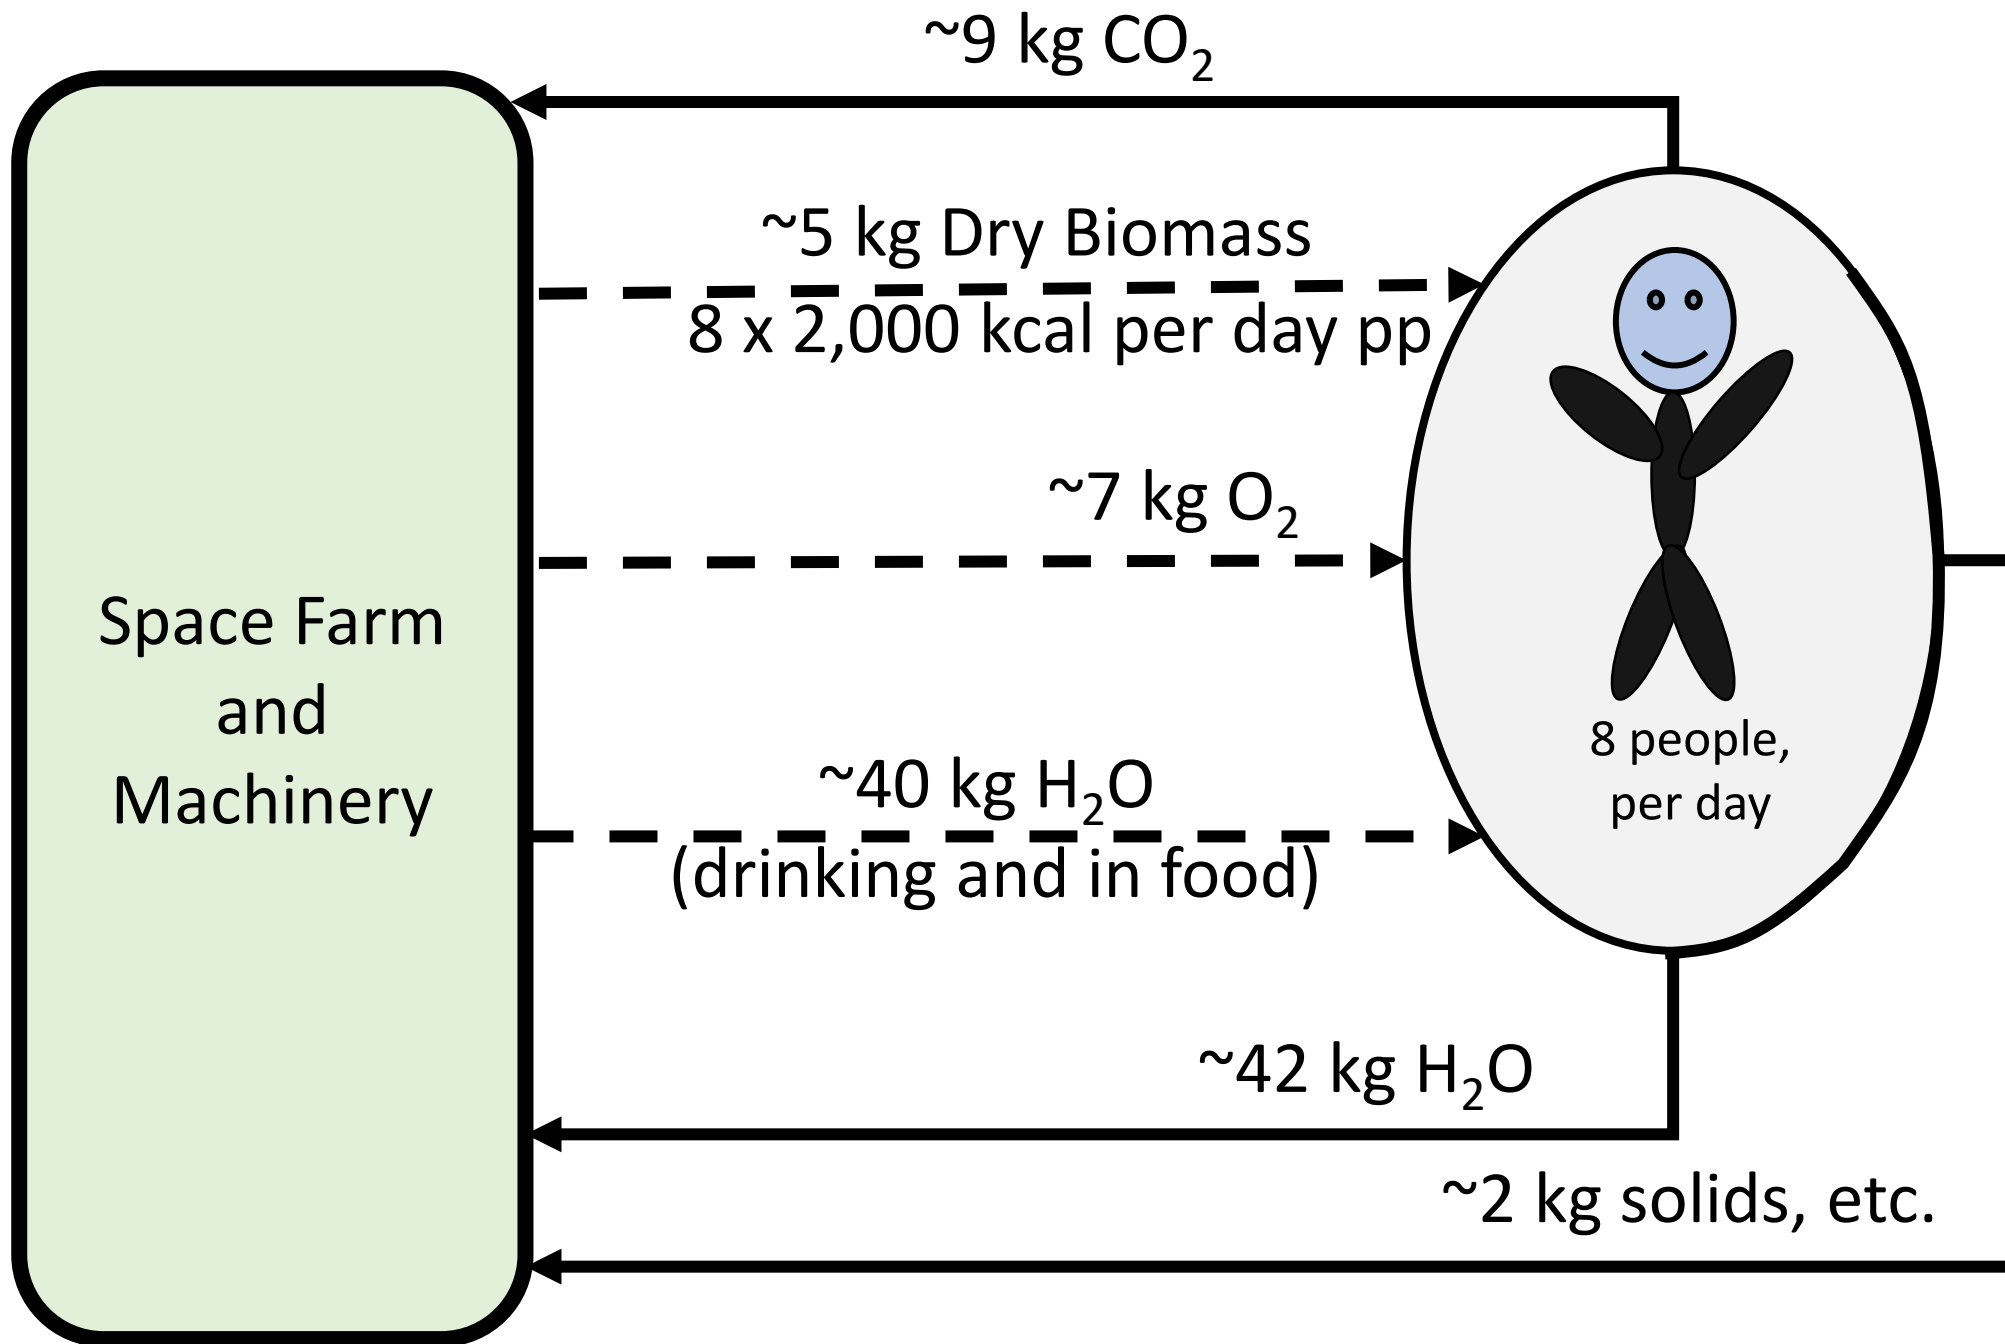 ~9 kg CO₂
~5 kg Dry Biomass
8 x 2,000 kcal per day pp
~7 kg O₂
Space Farm
and
Machinery
8 people,
per day
~40 kg H₂O
(drinking and in food)
~42 kg H₂O
~2 kg solids, etc.